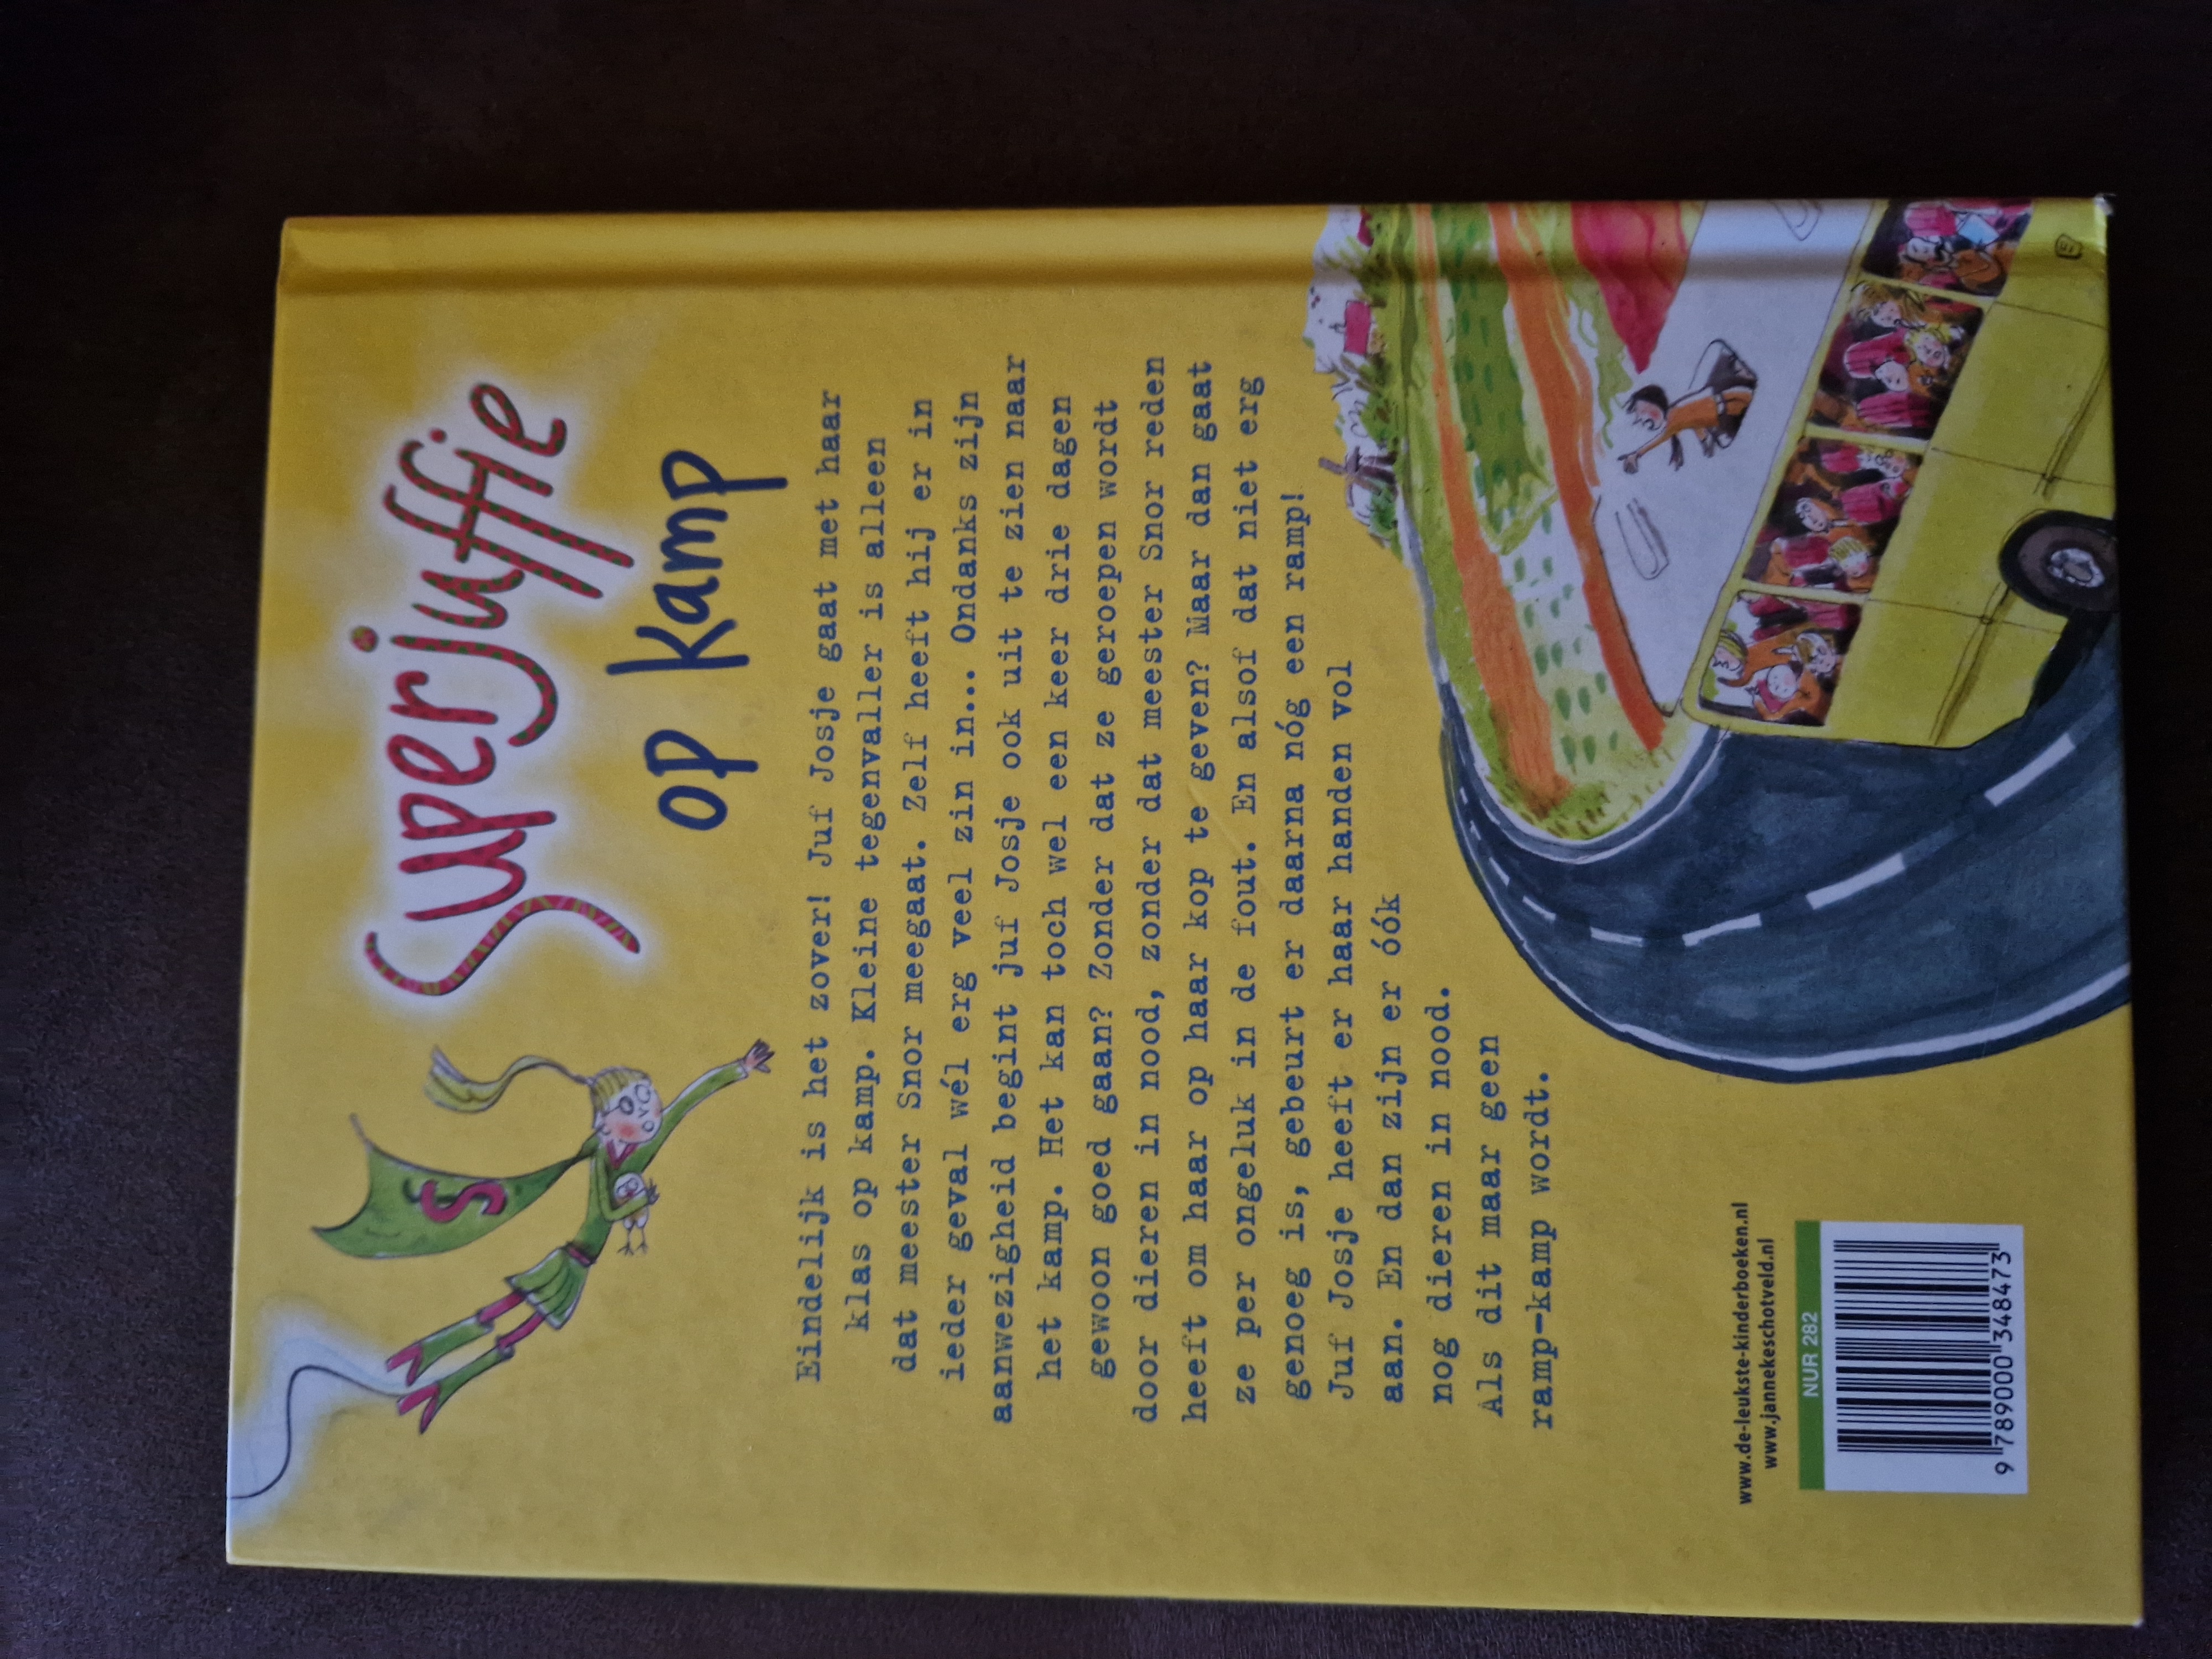 Superjuffie
op kamp
Eindelijk is het zover! Juf Josje gaat met haar
klas op kamp. Kleine tegenvaller is alleen
dat meester Snor meegaat. Zelf heeft hij er in
ieder geval wél erg veel zin in... Ondanks zijn
aanwezigheid begint juf Josje ook uit te zien naar
het kamp. Het kan toch wel een keer drie dagen
gewoon goed gaan? Zonder dat ze geroepen wordt
door dieren in nood, zonder dat meester Snor reden
heeft om haar op haar kop te geven? Maar dan gaat
ze per ongeluk in de fout. En alsof dat niet erg
genoeg is, gebeurt er daarna nóg een ramp!
Juf Josje heeft er haar handen vol
aan. En dan zijn er óók
nog dieren in nood.
Als dit maar geen
ramp-kamp wordt.
www.de-leukste-kinderboeken.nl
www.jannekeschotveld.nl
NUR 282
9 789000 348473
S